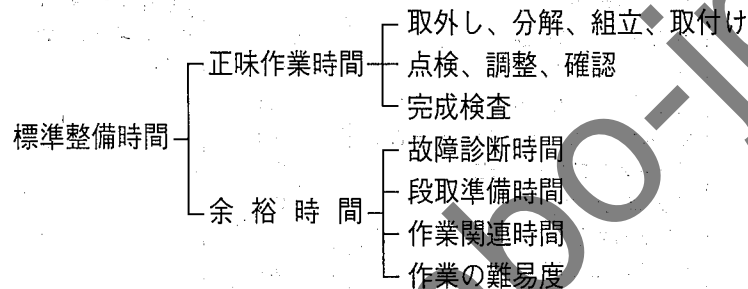 取外し、分解、組立、取付け
正味作業時間
点検、調整、確認
完成検査
標準整備時間
故障診断時間
段取準備時間
余裕時間
作業関連時間
作業の難易度